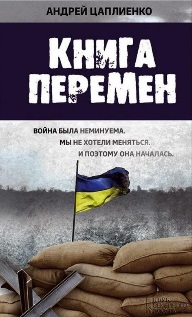 АНДРЕЙ ЦАПЛИЕНКО
КНИГА
ПЕРЕМЕН
ВОЙНА БЫЛА НЕМИНУЕМА.
МЫ НЕ ХОТЕЛИ МЕНЯТЬСЯ.
И ПОЭТОМУ ОНА НАЧАЛАСЬ.